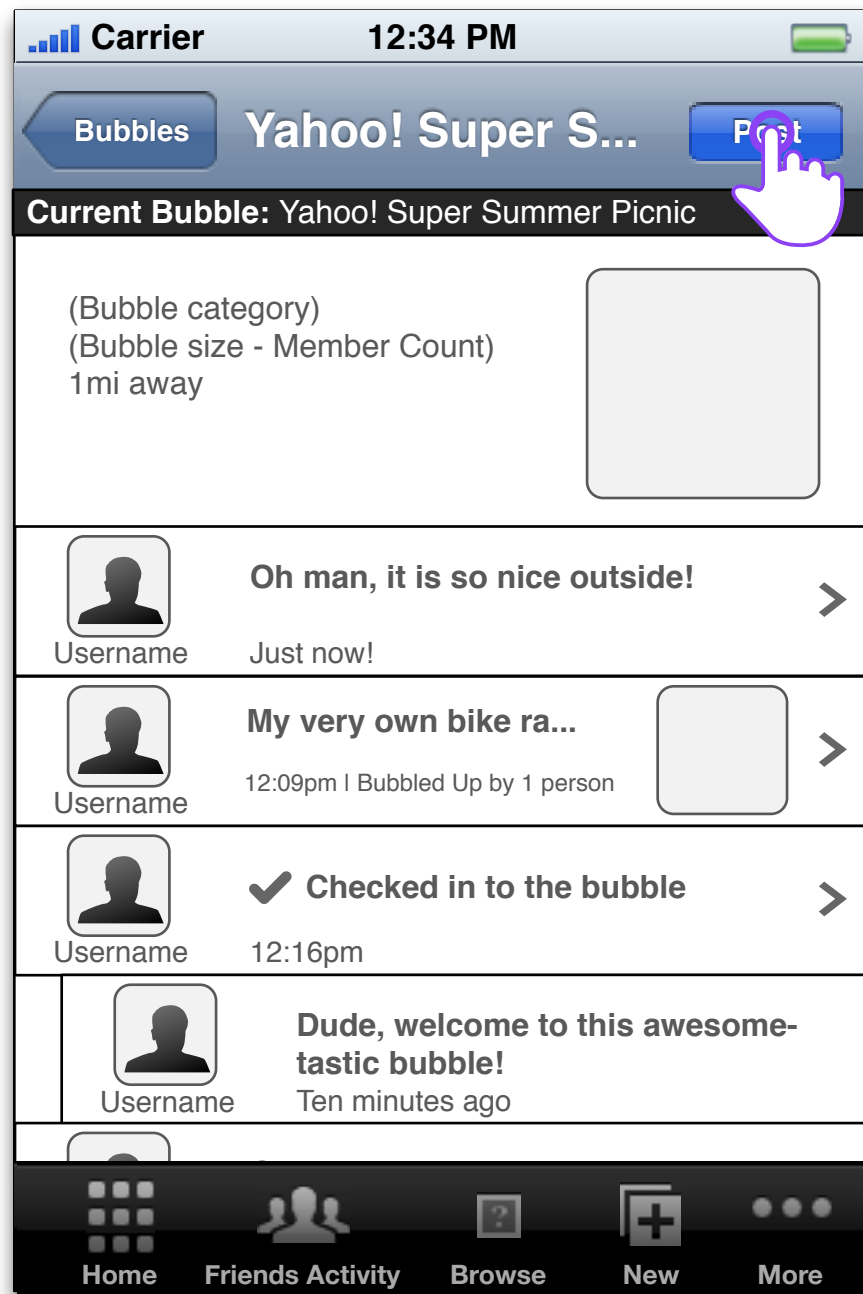 Carrier 12:34 PM
Bubbles Yahoo! Super S... Post
Current Bubble: Yahoo! Super Summer Picnic
(Bubble category)
(Bubble size - Member Count)
1mi away
Oh man, it is so nice outside!
Username Just now!
My very own bike ra...
12:09pm | Bubbled Up by 1 person
Username
Checked in to the bubble
Username 12:16pm
Dude, welcome to this awesome-
tastic bubble!
Username Ten minutes ago
?
Home Friends Activity Browse New More